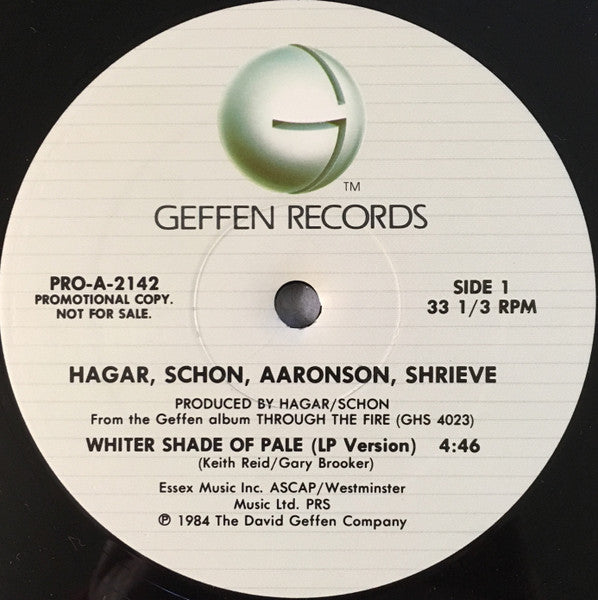 G
TM
GEFFEN RECORDS
PRO-A-2142
PROMOTIONAL COPY.
NOT FOR SALE.
SIDE 1
33 1/3 RPM
HAGAR, SCHON, AARONSON, SHRIEVE
PRODUCED BY HAGAR/SCHON
From the Geffen album THROUGH THE FIRE (GHS 4023)
WHITER SHADE OF PALE (LP Version) 4:46
(Keith Reid/Gary Brooker)
Essex Music Inc. ASCAP/Westminster
Music Ltd. PRS
℗ 1984 The David Geffen Company